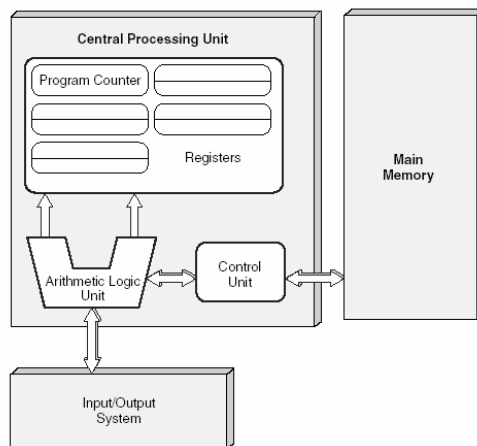 Central Processing Unit
Program Counter
Registers
Main
Memory
Arithmetic Logic
Unit
Control
Unit
Input/Output
System